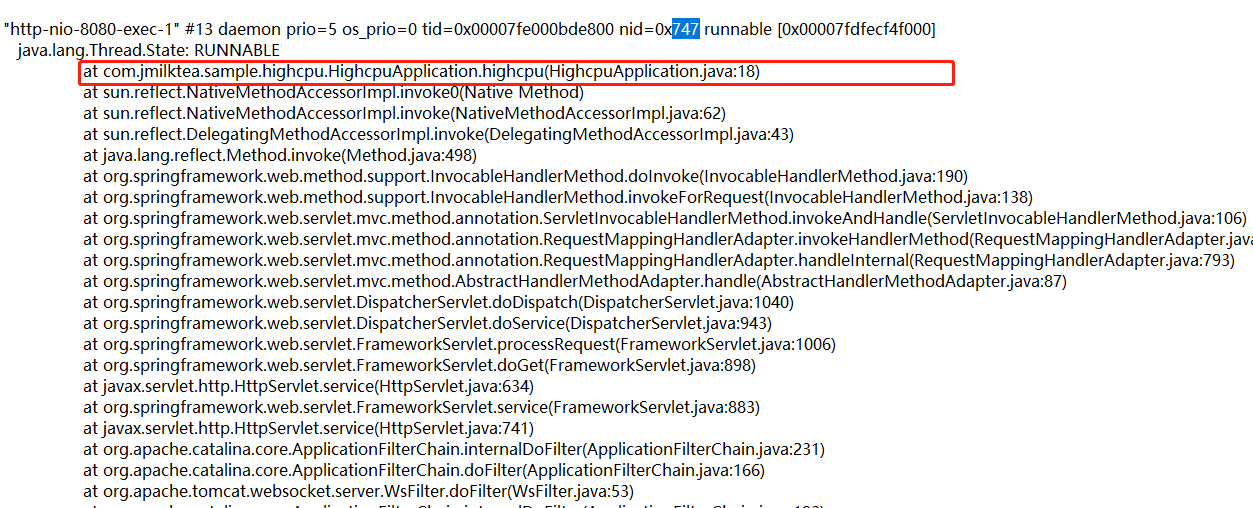 "http-nio-8080-exec-1" #13 daemon prio=5 os_prio=0 tid=0x00007fe000bde800 nid=0x747 runnable [0x00007fdfecf4f000]
java.lang.Thread.State: RUNNABLE
at com.jmilktea.sample.highcpu.HighcpuApplication.highcpu(HighcpuApplication.java:18)
at sun.reflect.NativeMethodAccessorImpl.invoke0(Native Method)
at sun.reflect.NativeMethodAccessorImpl.invoke(NativeMethodAccessorImpl.java:62)
at sun.reflect.DelegatingMethodAccessorImpl.invoke(DelegatingMethodAccessorImpl.java:43)
at java.lang.reflect.Method.invoke(Method.java:498)
at org.springframework.web.method.support.InvocableHandlerMethod.doInvoke(InvocableHandlerMethod.java:190)
at org.springframework.web.method.support.InvocableHandlerMethod.invokeForRequest(InvocableHandlerMethod.java:138)
at org.springframework.web.servlet.mvc.method.annotation.ServletInvocableHandlerMethod.invokeAndHandle(ServletInvocableHandlerMethod.java:106)
at org.springframework.web.servlet.mvc.method.annotation.RequestMappingHandlerAdapter.invokeHandlerMethod(RequestMappingHandlerAdapter.java
at org.springframework.web.servlet.mvc.method.annotation.RequestMappingHandlerAdapter.handleInternal(RequestMappingHandlerAdapter.java:793)
at org.springframework.web.servlet.mvc.method.AbstractHandlerMethodAdapter.handle(AbstractHandlerMethodAdapter.java:87)
at org.springframework.web.servlet.DispatcherServlet.doDispatch(DispatcherServlet.java:1040)
at org.springframework.web.servlet.DispatcherServlet.doService(DispatcherServlet.java:943)
at org.springframework.web.servlet.FrameworkServlet.processRequest(FrameworkServlet.java:1006)
at org.springframework.web.servlet.FrameworkServlet.doGet(FrameworkServlet.java:898)
at javax.servlet.http.HttpServlet.service(HttpServlet.java:634)
at org.springframework.web.servlet.FrameworkServlet.service(FrameworkServlet.java:883)
at javax.servlet.http.HttpServlet.service(HttpServlet.java:741)
at org.apache.catalina.core.ApplicationFilterChain.internalDoFilter(ApplicationFilterChain.java:231)
at org.apache.catalina.core.ApplicationFilterChain.doFilter(ApplicationFilterChain.java:166)
at org.apache.tomcat.websocket.server.WsFilter.doFilter(WsFilter.java:53)